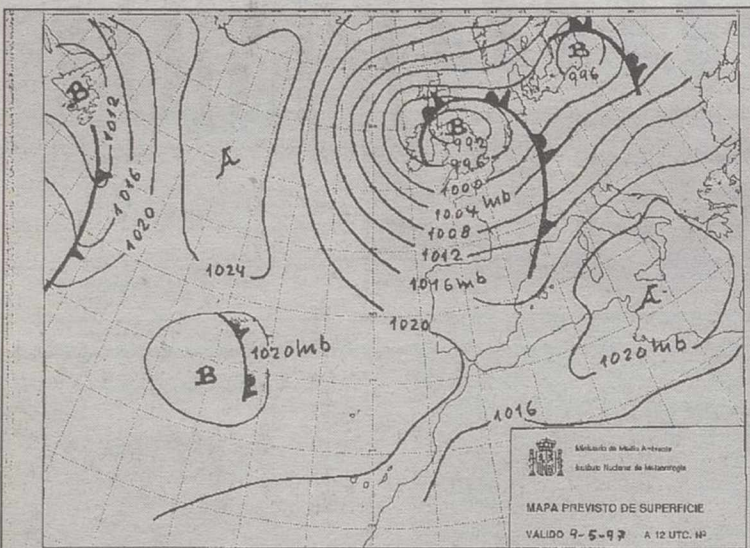 B
996
B
1012
B
992
996
A
1000
1016
1004 mb
1020
1008
1012
1024
1016 mb
A
1020
1020 mb
1020 mb
B
1016
Ministerio de Medio Ambiente
Instituto Nacional de Meteorología
MAPA PREVISTO DE SUPERFICIE
VALIDO 9-5-97 A 12 UTC. Nº